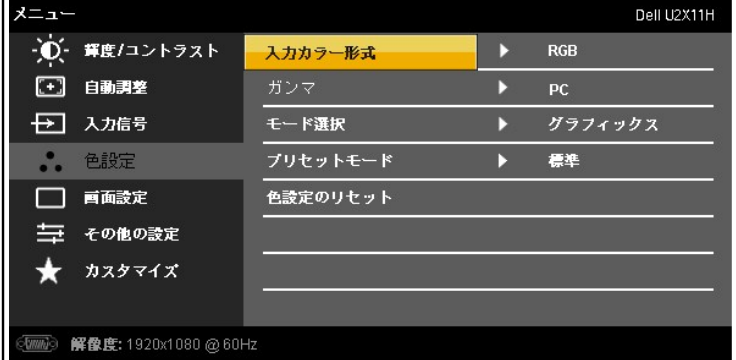 メニュー Dell U2X11H
輝度/コントラスト
自動調整
入力信号
色設定
画面設定
その他の設定
カスタマイズ
入力カラー形式 RGB
ガンマ PC
モード選択 グラフィックス
プリセットモード 標準
色設定のリセット
解像度: 1920x1080 @ 60Hz